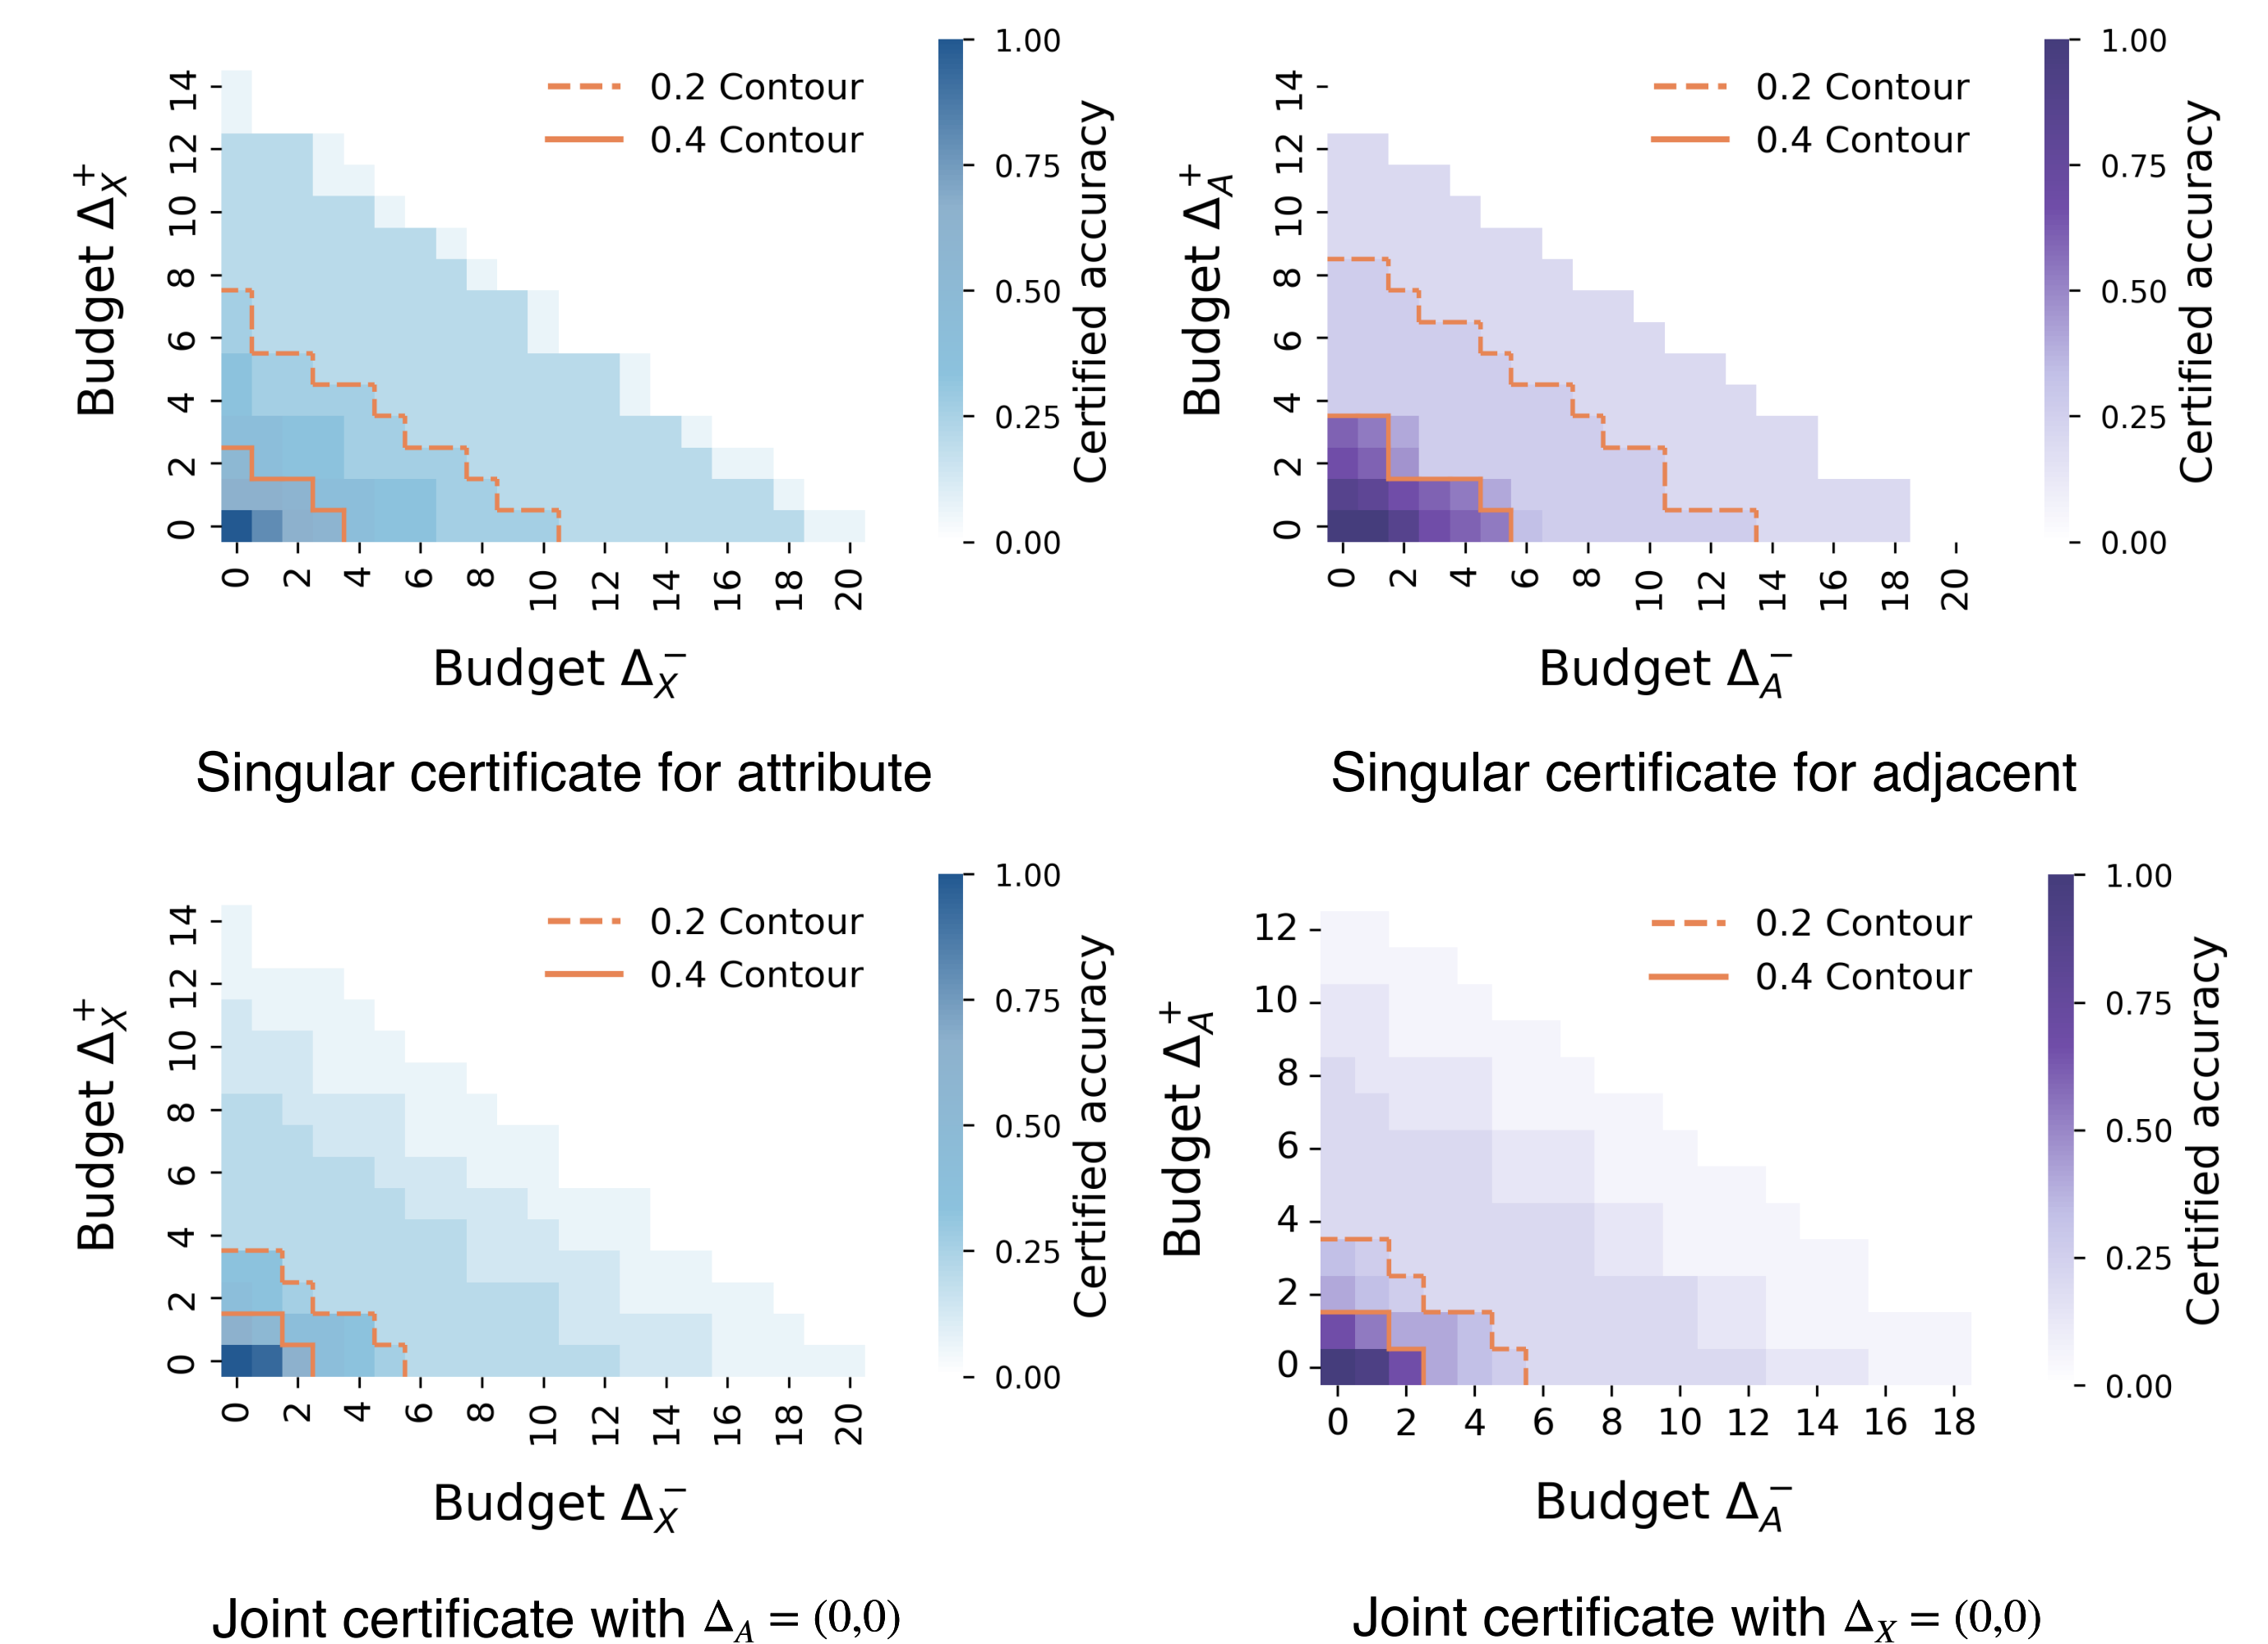 0.2 Contour
0.4 Contour
14
12
10
8
6
4
2
0
Budget Δ_X^+
0 2 4 6 8 10 12 14 16 18 20
Budget Δ_X^-
1.00
0.75
0.50
0.25
0.00
Certified accuracy
Singular certificate for attribute
0.2 Contour
0.4 Contour
14
12
10
8
6
4
2
0
Budget Δ_A^+
0 2 4 6 8 10 12 14 16 18 20
Budget Δ_A^-
1.00
0.75
0.50
0.25
0.00
Certified accuracy
Singular certificate for adjacent
0.2 Contour
0.4 Contour
14
12
10
8
6
4
2
0
Budget Δ_X^+
0 2 4 6 8 10 12 14 16 18 20
Budget Δ_X^-
1.00
0.75
0.50
0.25
0.00
Certified accuracy
Joint certificate with Δ_A = (0,0)
0.2 Contour
0.4 Contour
12
10
8
6
4
2
0
Budget Δ_A^+
0 2 4 6 8 10 12 14 16 18
Budget Δ_A^-
1.00
0.75
0.50
0.25
0.00
Certified accuracy
Joint certificate with Δ_X = (0,0)